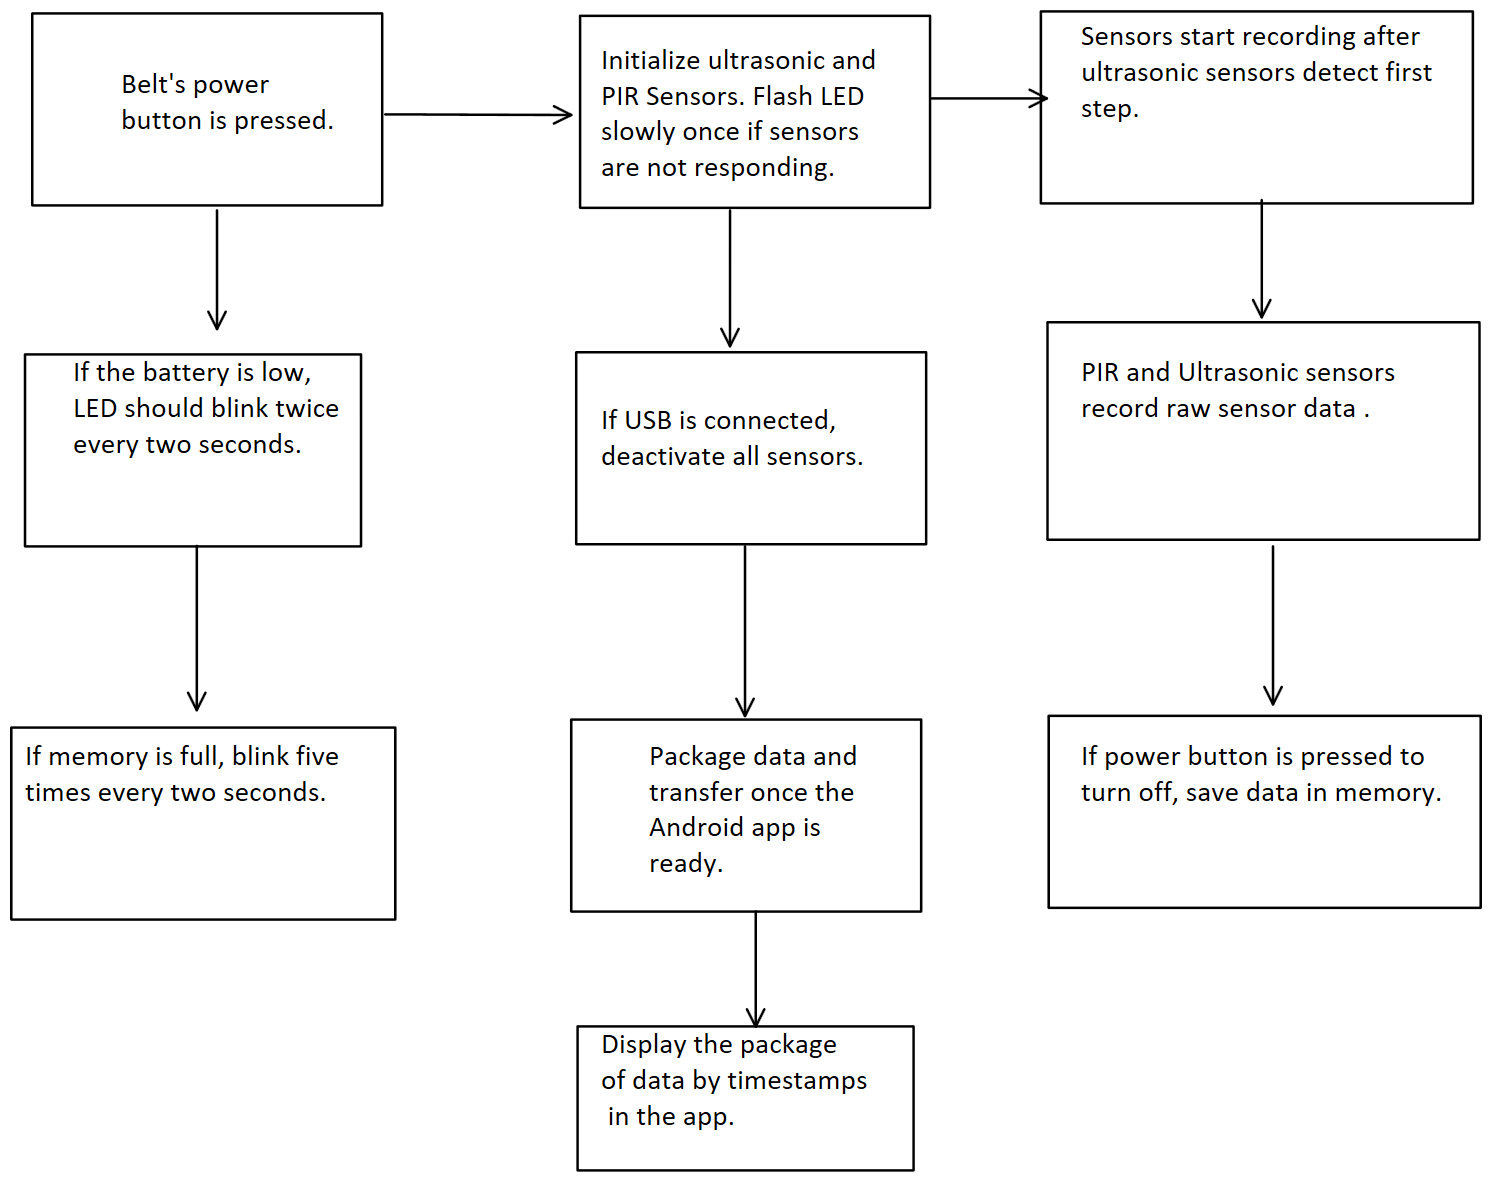 Belt's power
button is pressed.
Initialize ultrasonic and
PIR Sensors. Flash LED
slowly once if sensors
are not responding.
Sensors start recording after
ultrasonic sensors detect first
step.
If the battery is low,
LED should blink twice
every two seconds.
If USB is connected,
deactivate all sensors.
PIR and Ultrasonic sensors
record raw sensor data .
If memory is full, blink five
times every two seconds.
Package data and
transfer once the
Android app is
ready.
If power button is pressed to
turn off, save data in memory.
Display the package
of data by timestamps
in the app.